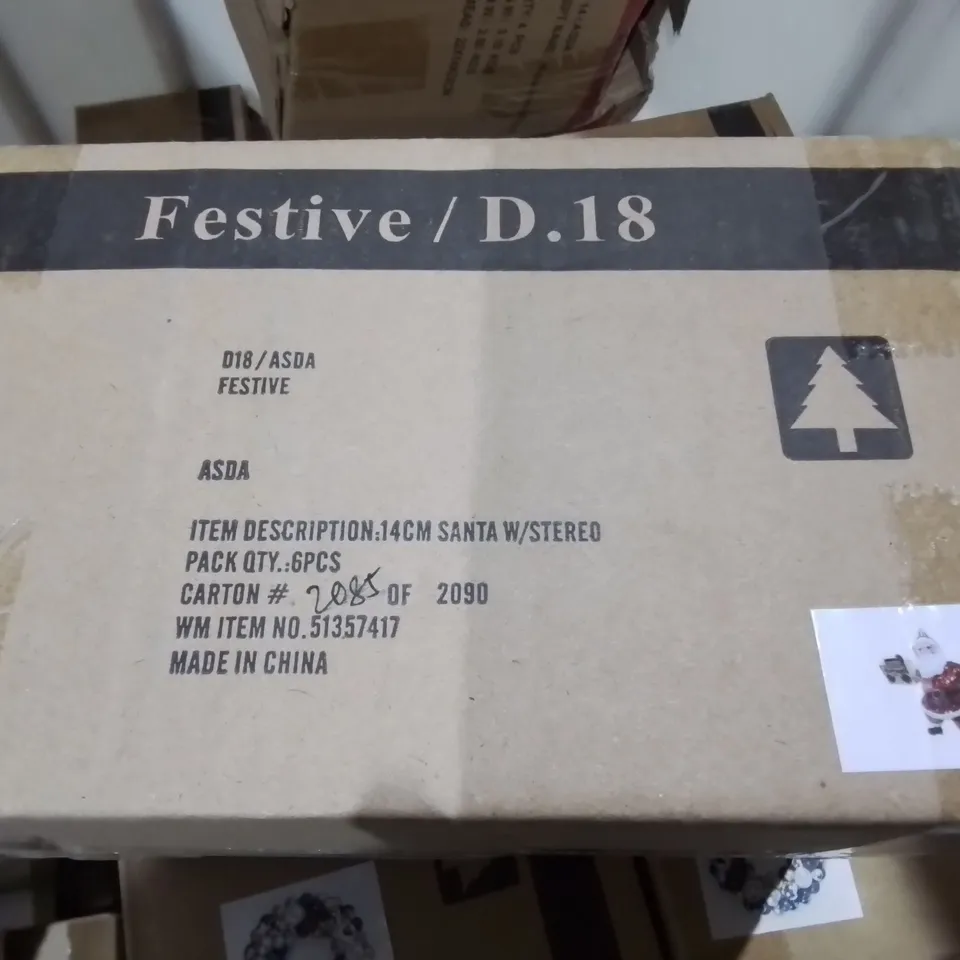 Festive / D.18
D18/ASDA
FESTIVE
ASDA
ITEM DESCRIPTION:14CM SANTA W/STEREO
PACK QTY.:6PCS
CARTON # 2085 OF 2090
WM ITEM NO.51357417
MADE IN CHINA